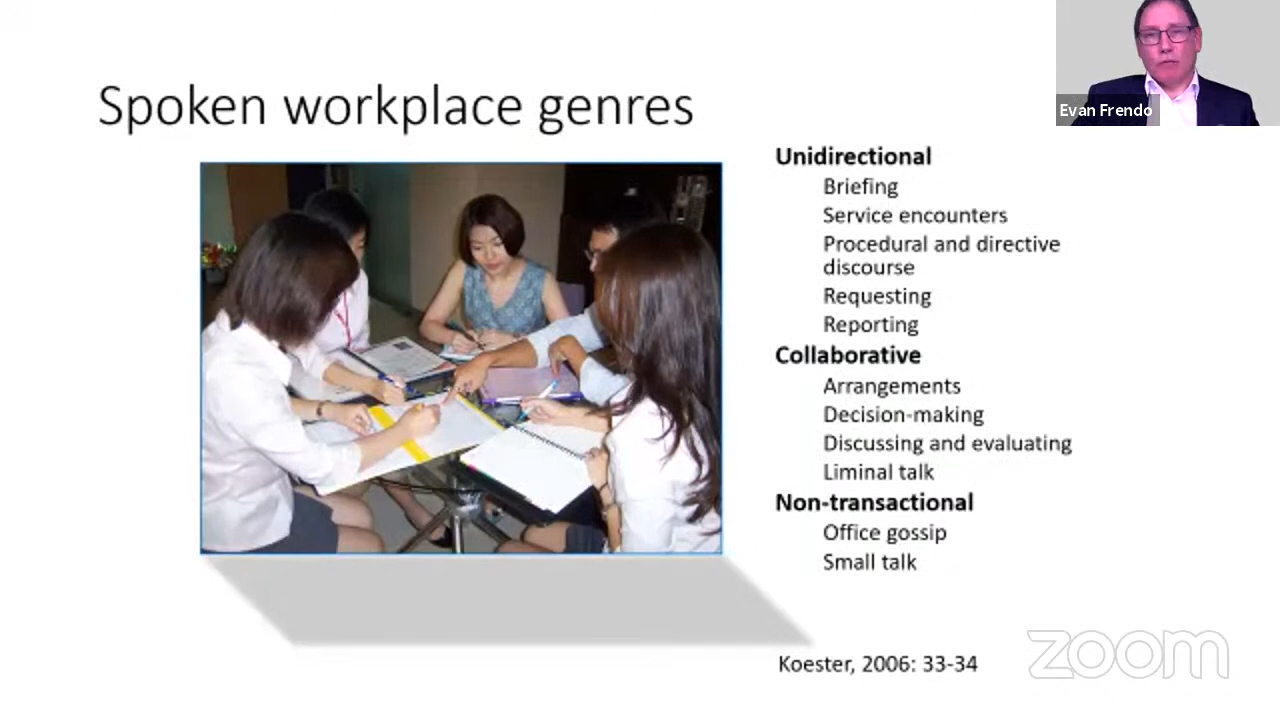 Spoken workplace genres
Evan Frendo
Unidirectional
Briefing
Service encounters
Procedural and directive
discourse
Requesting
Reporting
Collaborative
Arrangements
Decision-making
Discussing and evaluating
Liminal talk
Non-transactional
Office gossip
Small talk
Koester, 2006: 33-34
zoom